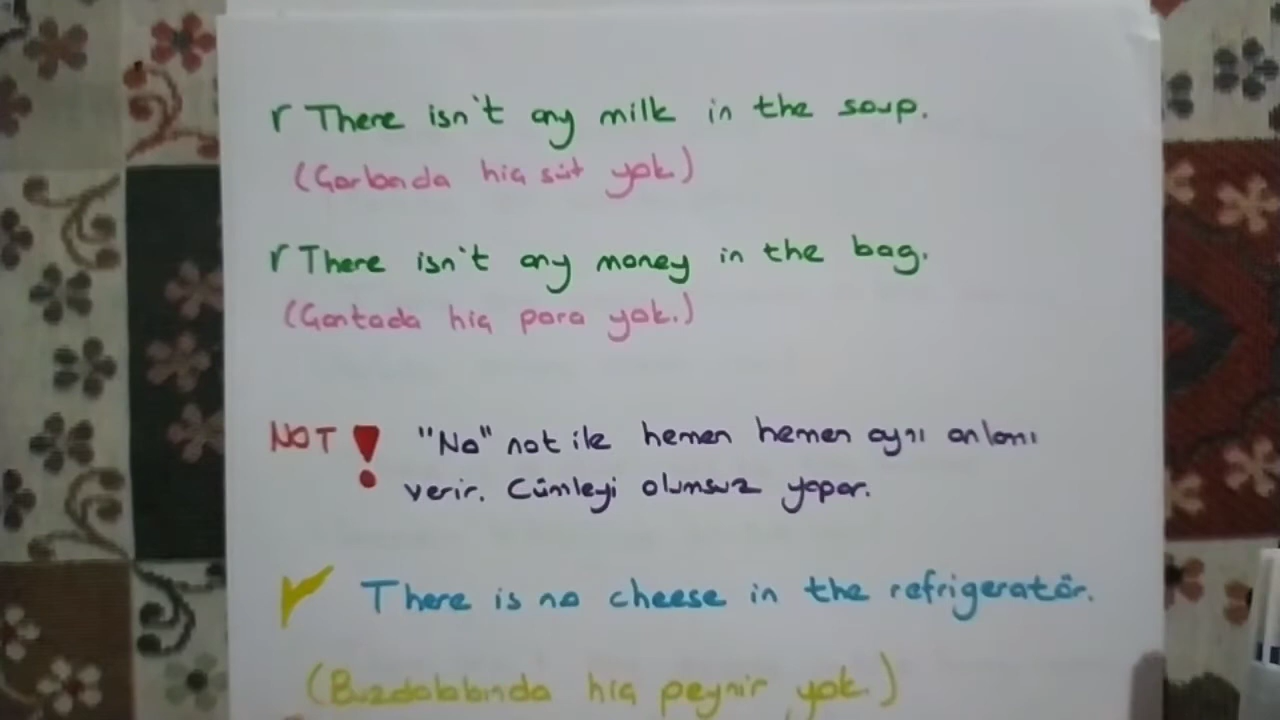 There isn't any milk in the soup.
(Çorbada hiç süt yok.)
There isn't any money in the bag.
(Çantada hiç para yok.)
NOT ! "No" not ile hemen hemen aynı anlamı
verir. Cümleyi olumsuz yapar.
There is no cheese in the refrigeratör.
(Buzdolabında hiç peynir yok.)